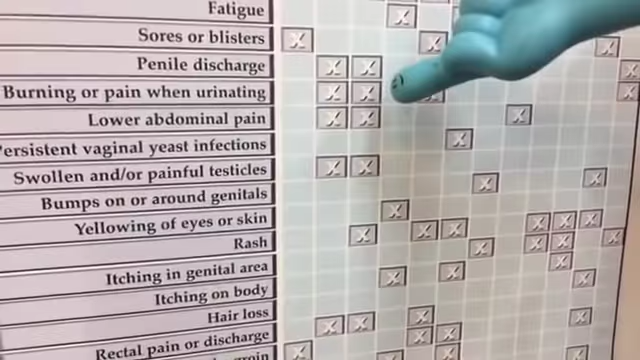 Fatigue
Sores or blisters
Penile discharge
Burning or pain when urinating
Lower abdominal pain
Persistent vaginal yeast infections
Swollen and/or painful testicles
Bumps on or around genitals
Yellowing of eyes or skin
Rash
Itching in genital area
Itching on body
Hair loss
Rectal pain or discharge
groin